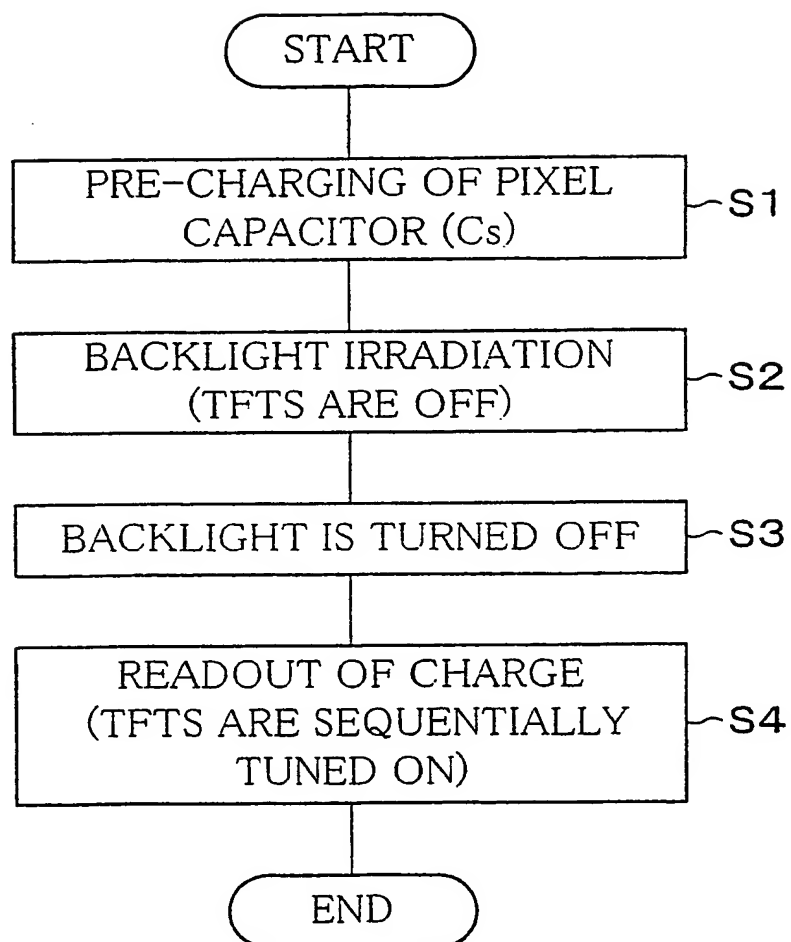 START
PRE-CHARGING OF PIXEL
CAPACITOR (Cs)
S1
BACKLIGHT IRRADIATION
(TFTS ARE OFF)
S2
BACKLIGHT IS TURNED OFF
S3
READOUT OF CHARGE
(TFTS ARE SEQUENTIALLY
TUNED ON)
S4
END